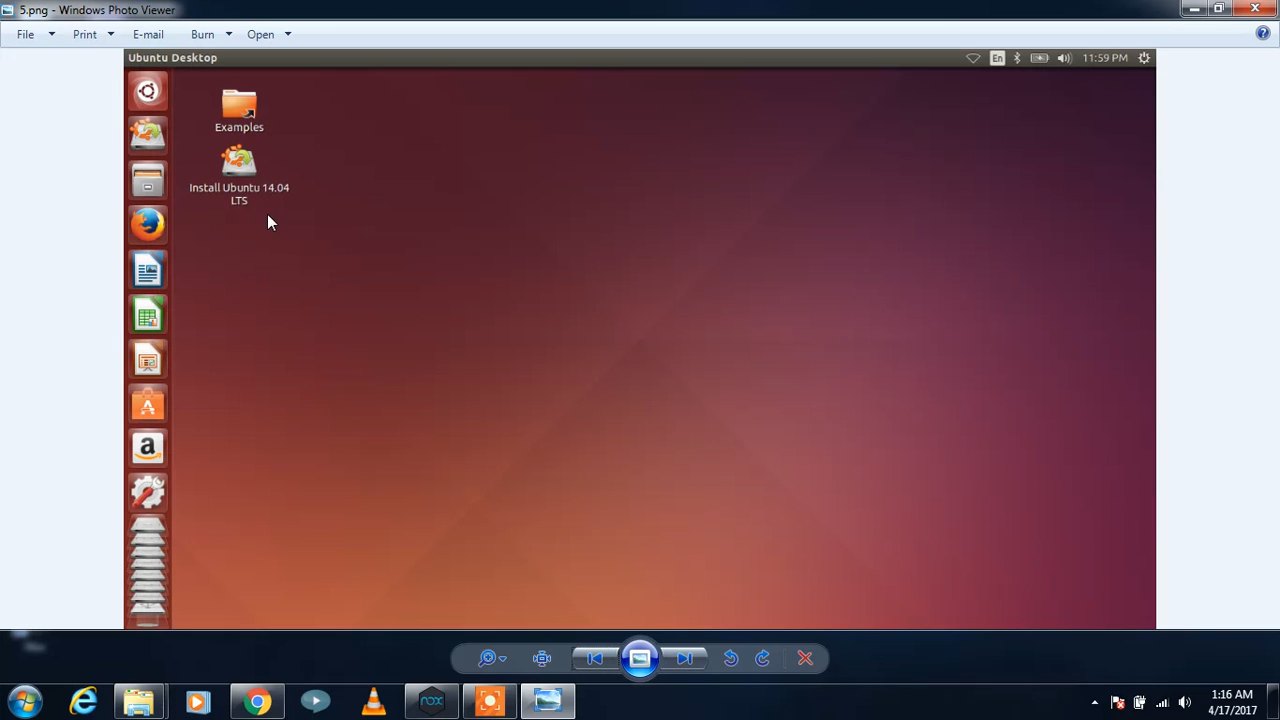 5.png - Windows Photo Viewer
File Print E-mail Burn Open
Ubuntu Desktop
En 11:59 PM
Examples
Install Ubuntu 14.04
LTS
nox
1:16 AM
4/17/2017